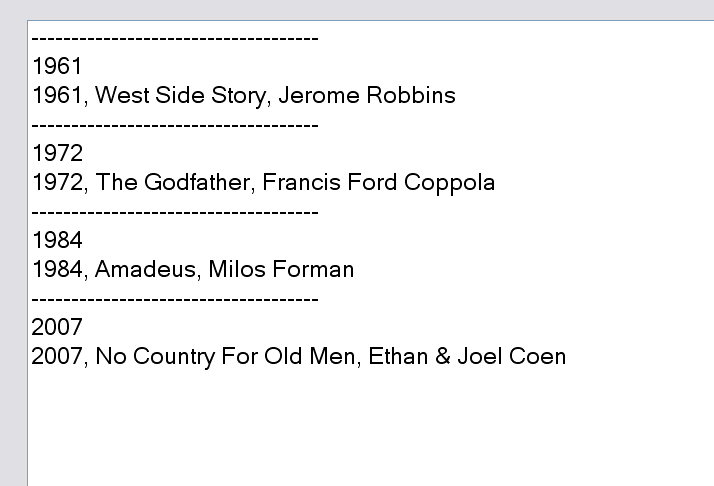 ------------------------------------
1961
1961, West Side Story, Jerome Robbins
------------------------------------
1972
1972, The Godfather, Francis Ford Coppola
------------------------------------
1984
1984, Amadeus, Milos Forman
------------------------------------
2007
2007, No Country For Old Men, Ethan & Joel Coen